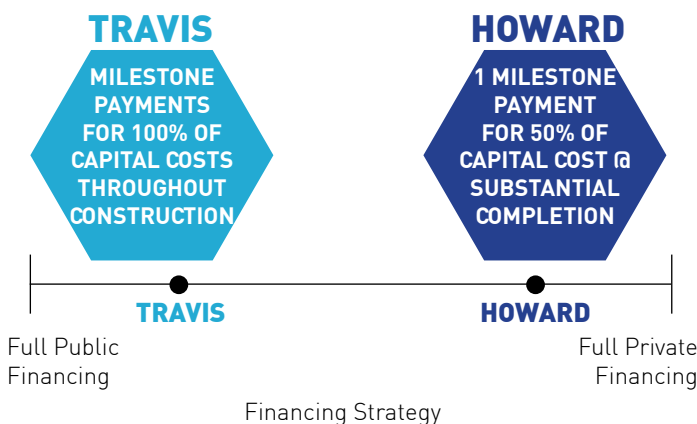 TRAVIS
MILESTONE
PAYMENTS
FOR 100% OF
CAPITAL COSTS
THROUGHOUT
CONSTRUCTION
HOWARD
1 MILESTONE
PAYMENT
FOR 50% OF
CAPITAL COST @
SUBSTANTIAL
COMPLETION
TRAVIS
HOWARD
Full Public
Financing
Full Private
Financing
Financing Strategy